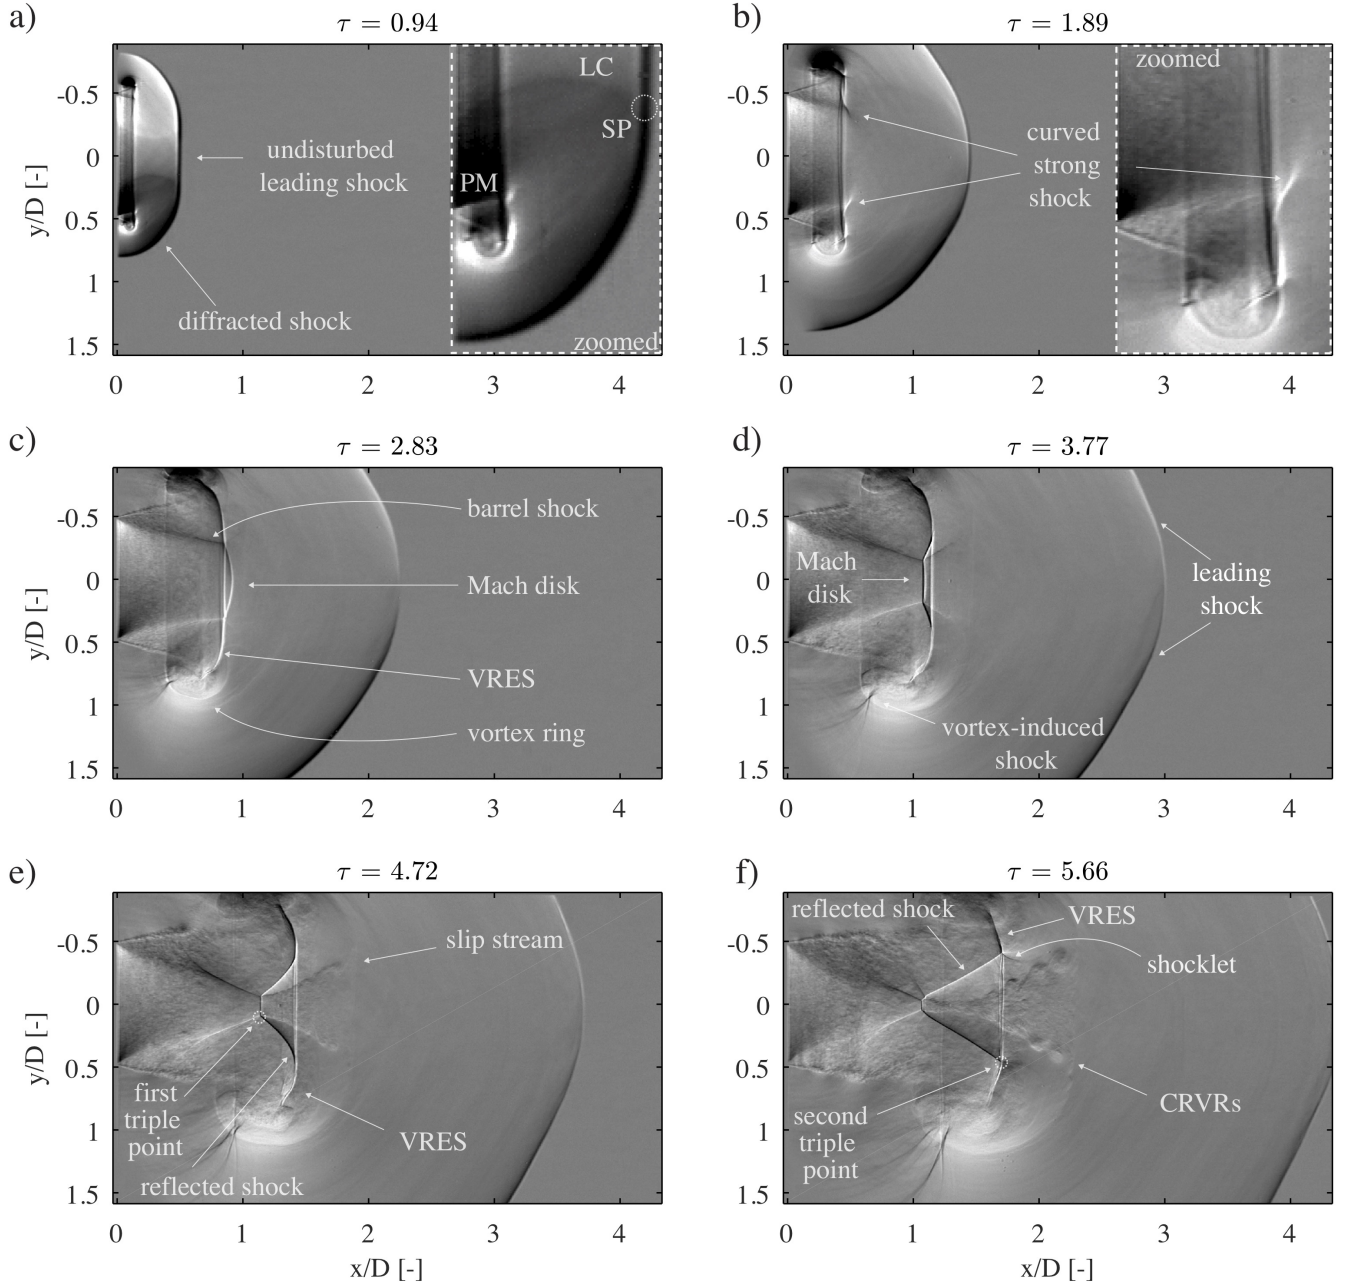 a)
τ = 0.94
-0.5
0
0.5
1
1.5
y/D [-]
0
1
2
3
4
undisturbed
leading shock
diffracted shock
LC
SP
PM
zoomed
b)
τ = 1.89
-0.5
0
0.5
1
1.5
0
1
2
3
4
zoomed
curved
strong
shock
c)
τ = 2.83
-0.5
0
0.5
1
1.5
y/D [-]
0
1
2
3
4
barrel shock
Mach disk
VRES
vortex ring
d)
τ = 3.77
-0.5
0
0.5
1
1.5
0
1
2
3
4
Mach
disk
leading
shock
vortex-induced
shock
e)
τ = 4.72
-0.5
0
0.5
1
1.5
y/D [-]
0
1
2
3
4
x/D [-]
slip stream
first
triple
point
VRES
reflected shock
f)
τ = 5.66
-0.5
0
0.5
1
1.5
0
1
2
3
4
x/D [-]
reflected shock
VRES
shocklet
second
triple
point
CRVRs